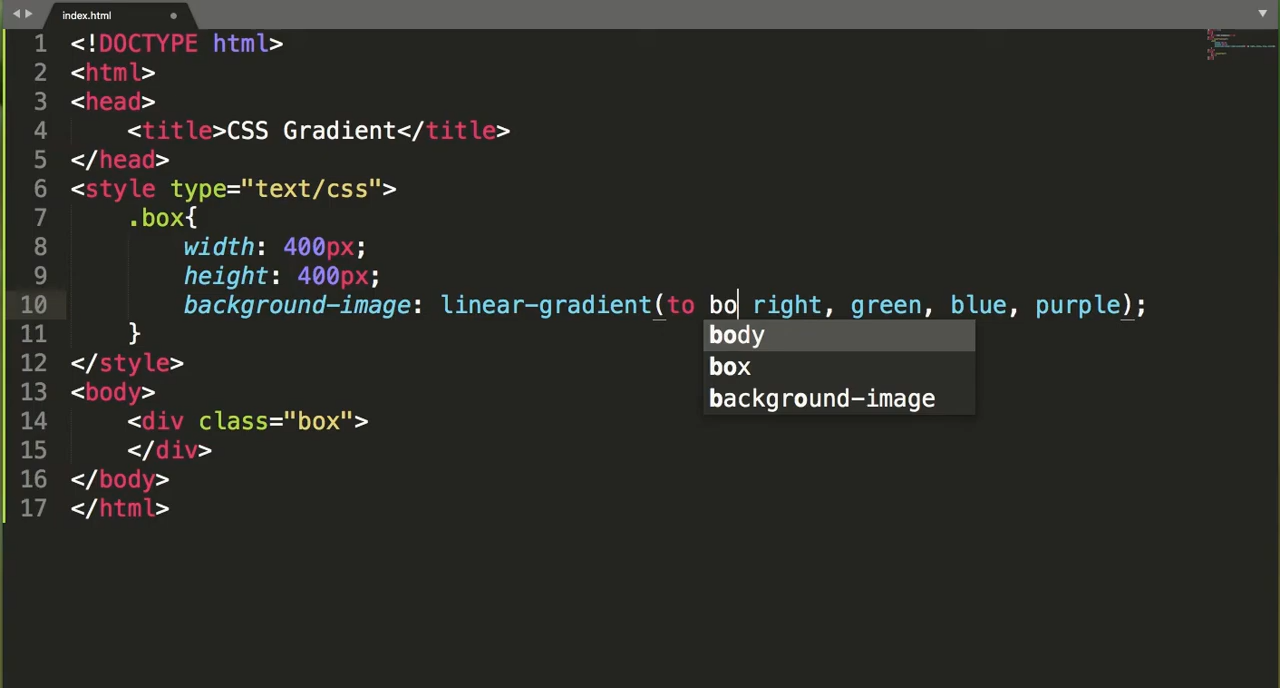 index.html
1 <!DOCTYPE html>
2 <html>
3 <head>
4 <title>CSS Gradient</title>
5 </head>
6 <style type="text/css">
7 .box{
8 width: 400px;
9 height: 400px;
10 background-image: linear-gradient(to bo right, green, blue, purple);
body
11 }
box
12 </style>
background-image
13 <body>
14 <div class="box">
15 </div>
16 </body>
17 </html>